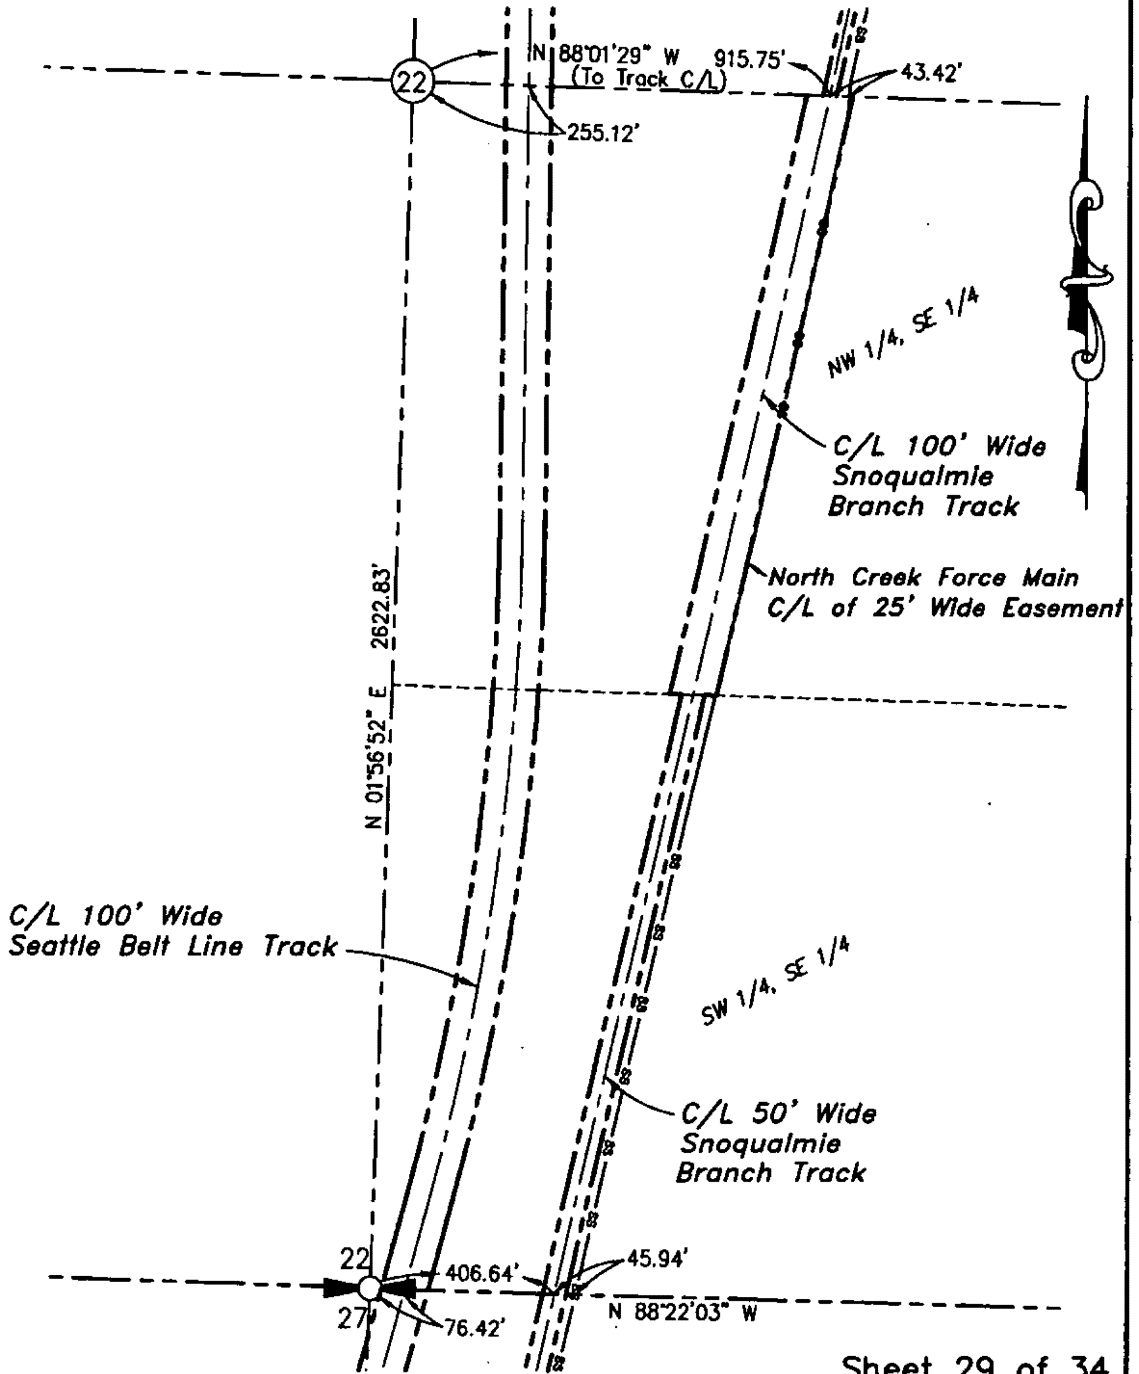 N 88°01'29" W
(To Track C/L)
915.75'
43.42'
22
255.12'
NW 1/4, SE 1/4
C/L 100' Wide
Snoqualmie
Branch Track
North Creek Force Main
C/L of 25' Wide Easement
N 01°56'52" E 2622.83'
C/L 100' Wide
Seattle Belt Line Track
SW 1/4, SE 1/4
C/L 50' Wide
Snoqualmie
Branch Track
22
406.64'
45.94'
27
76.42'
N 88°22'03" W
Sheet 29 of 34